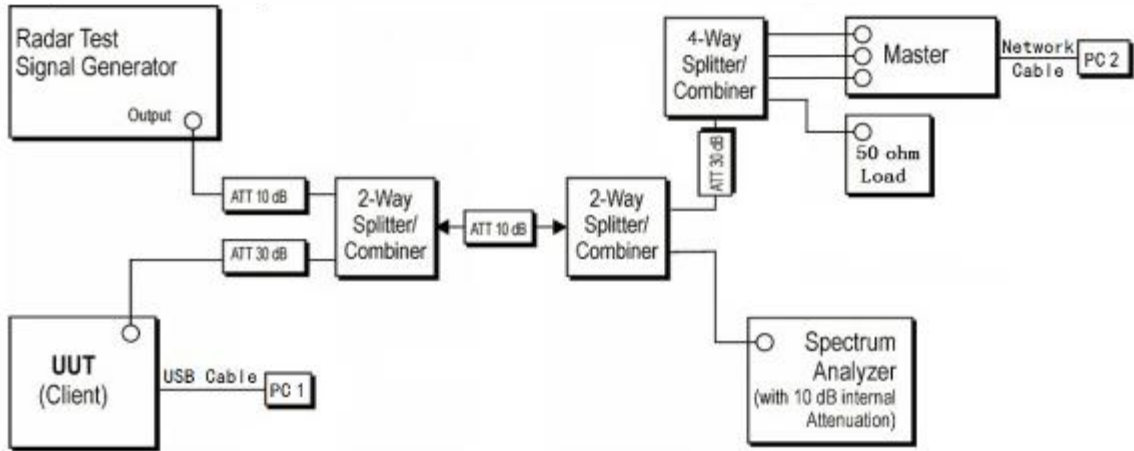 Radar Test
Signal Generator
Output
ATT 10 dB
ATT 30 dB
2-Way
Splitter/
Combiner
ATT 10 dB
2-Way
Splitter/
Combiner
ATT 30 dB
4-Way
Splitter/
Combiner
Master
Network
Cable
PC 2
50 ohm
Load
UUT
(Client)
USB Cable
PC 1
Spectrum
Analyzer
(with 10 dB internal
Attenuation)